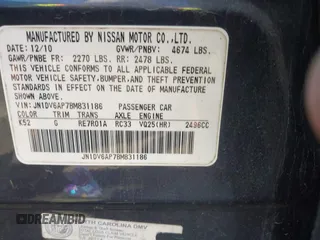 MANUFACTURED BY NISSAN MOTOR CO.,LTD.
DATE: 12/10 GVWR/PNBV: 4674 LBS.
GAWR/PNBE FR: 2270 LBS. RR: 2478 LBS.
THIS VEHICLE CONFORMS TO ALL APPLICABLE FEDERAL
MOTOR VEHICLE SAFETY,BUMPER,AND THEFT PREVENTION
STANDARDS IN EFFECT ON THE DATE OF MANUFACTURE
SHOWN ABOVE.
VIN: JN1DV6AP7BM831186 PASSENGER CAR
COLOR TRIM TRANS AXLE ENGINE
K52 G RE7R01A RC33 VQ25(HR) 2496CC
JN1DV6AP7BM831186
CAROLINA DMV